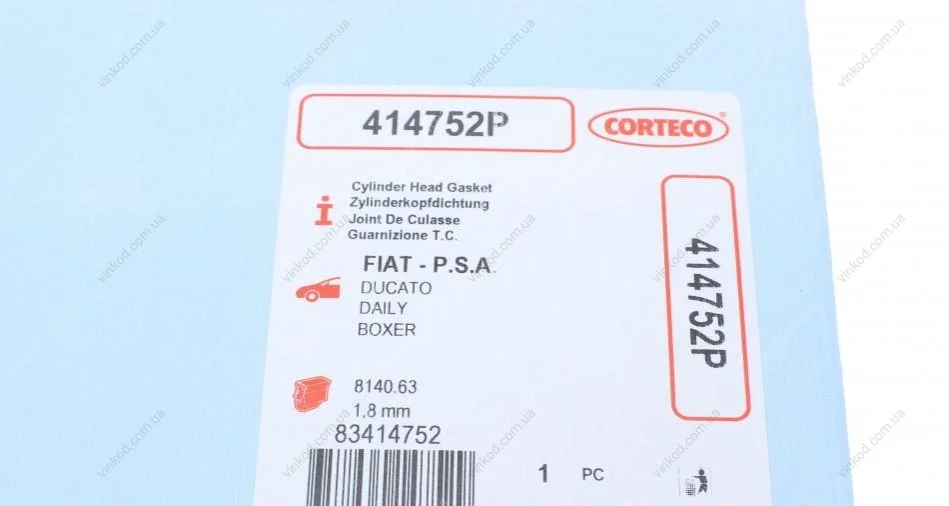 414752P
CORTECO
Cylinder Head Gasket
Zylinderkopfdichtung
Joint De Culasse
Guarnizione T.C.
FIAT - P.S.A.
DUCATO
DAILY
BOXER
414752P
8140.63
1,8 mm
83414752
1 PC
vinkod.com.ua